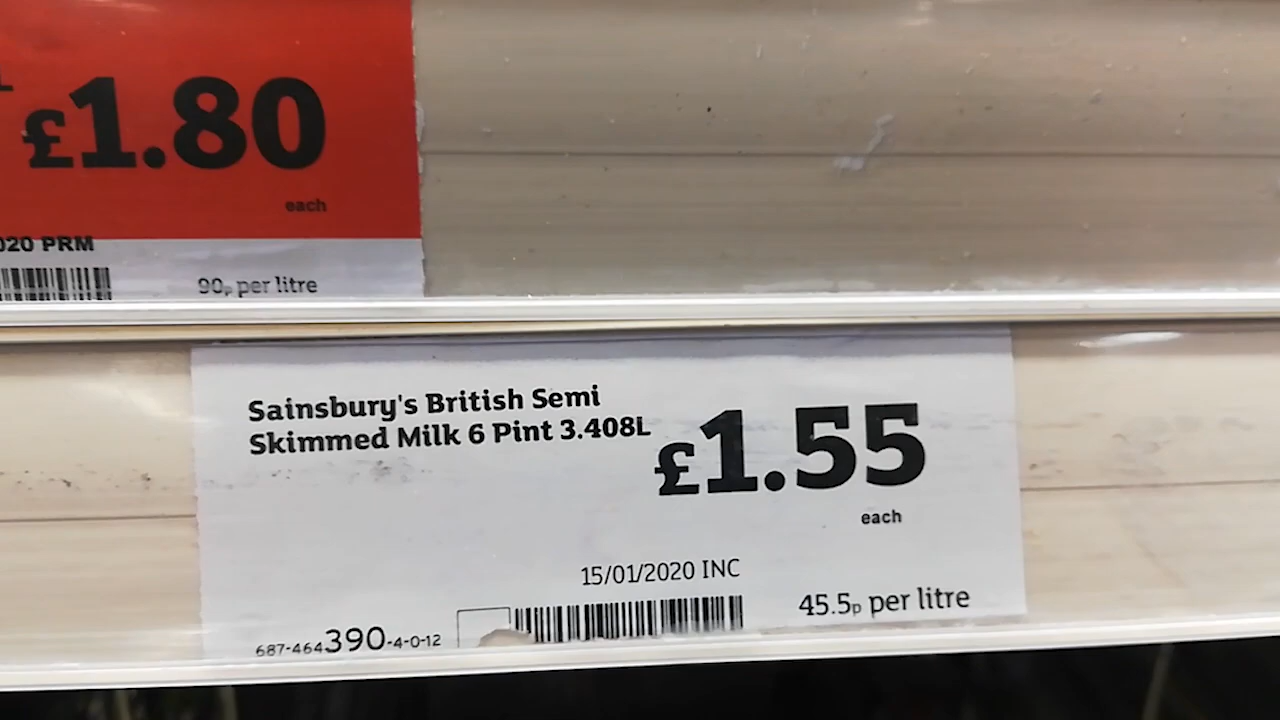 £1.80
each
020 PRM
90p per litre
Sainsbury's British Semi
Skimmed Milk 6 Pint 3.408L
£1.55
each
15/01/2020 INC
687-464390-4-0-12
45.5p per litre